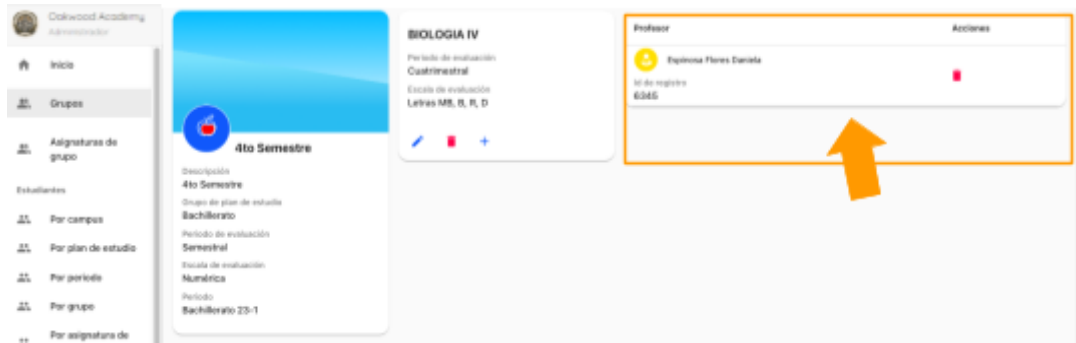 Oakwood Academy
Administrador
Inicio
Grupos
Asignaturas de
grupo
Estudiantes
Por campus
Por plan de estudio
Por periodo
Por grupo
Por asignatura de
4to Semestre
Descripción
4to Semestre
Grupo de plan de estudio
Bachillerato
Periodo de evaluación
Semestral
Escala de evaluación
Numérica
Periodo
Bachillerato 23-1
BIOLOGIA IV
Periodo de evaluación
Cuatrimestral
Escala de evaluación
Letras MB, B, R, D
Profesor Acciones
Espinosa Flores Daniela
Id de registro
6345